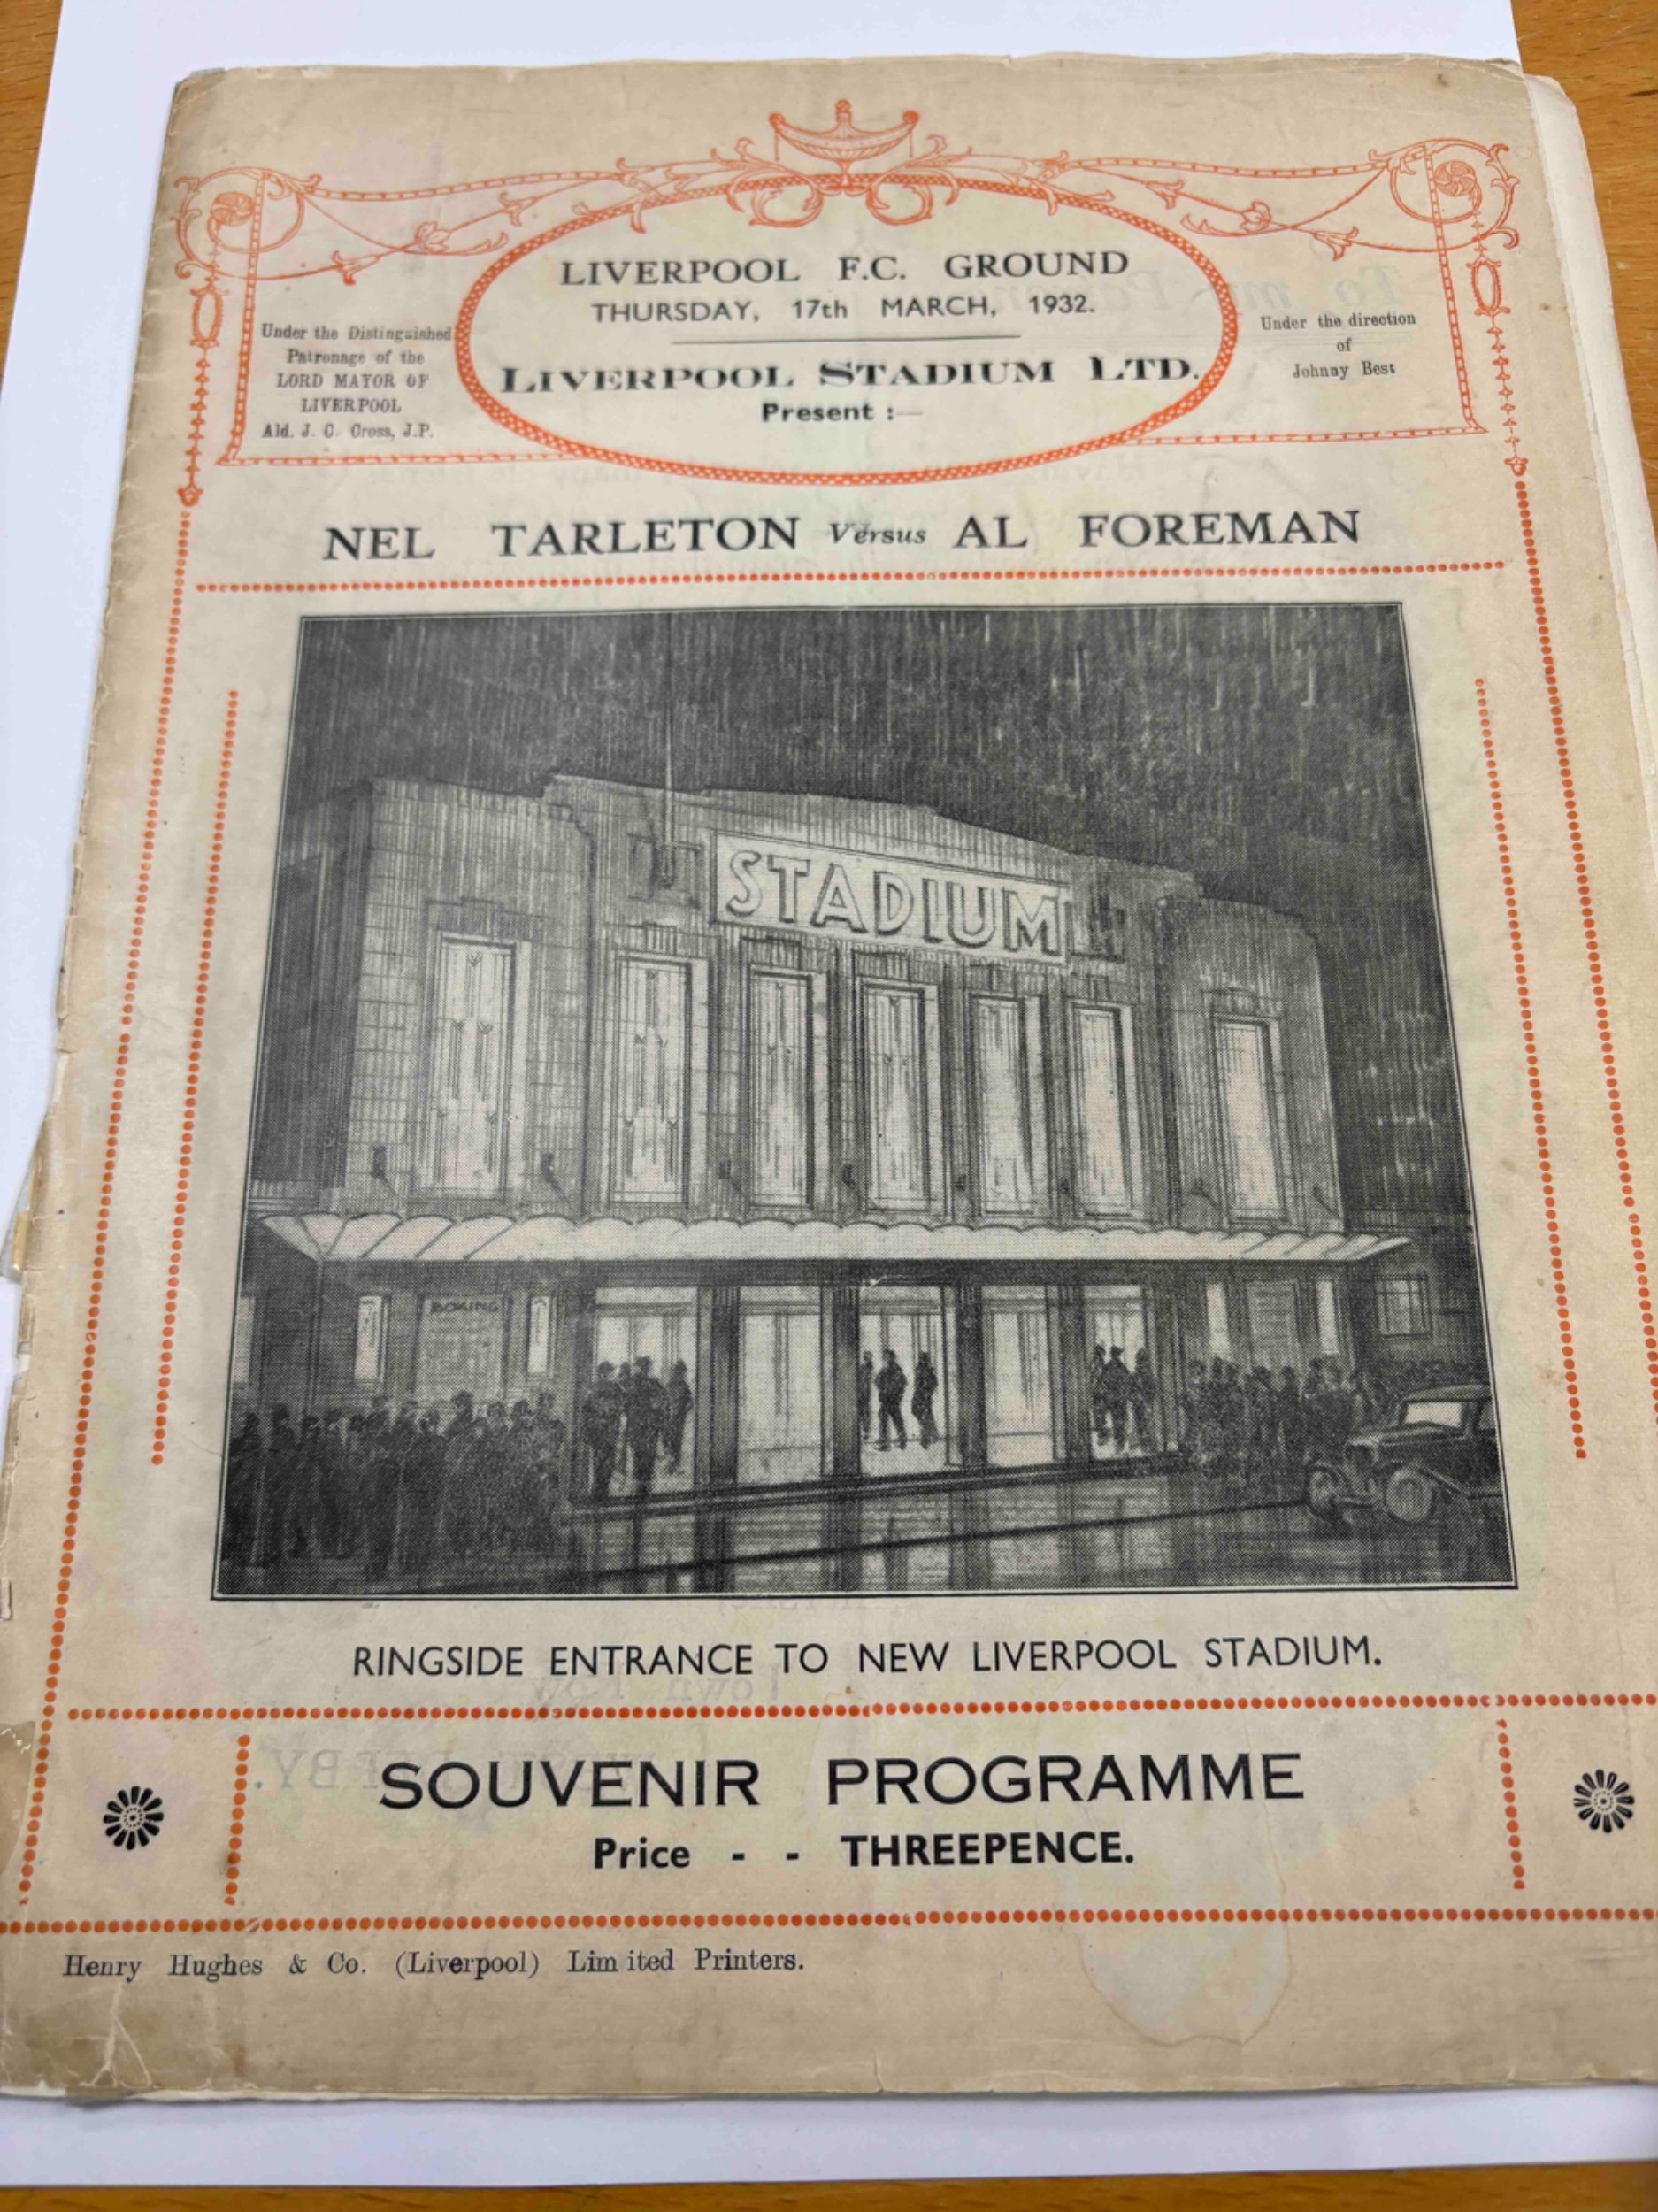 LIVERPOOL F.C. GROUND
THURSDAY, 17th MARCH, 1932.
LIVERPOOL STADIUM LTD.
Present :—
Under the Distinguished
Patronage of the
LORD MAYOR OF
LIVERPOOL
Ald. J. C. Cross, J.P.
Under the direction
of
Johnny Best
NEL TARLETON Versus AL FOREMAN
STADIUM
BOXING
RINGSIDE ENTRANCE TO NEW LIVERPOOL STADIUM.
SOUVENIR PROGRAMME
Price - - THREEPENCE.
Henry Hughes & Co. (Liverpool) Lim ited Printers.